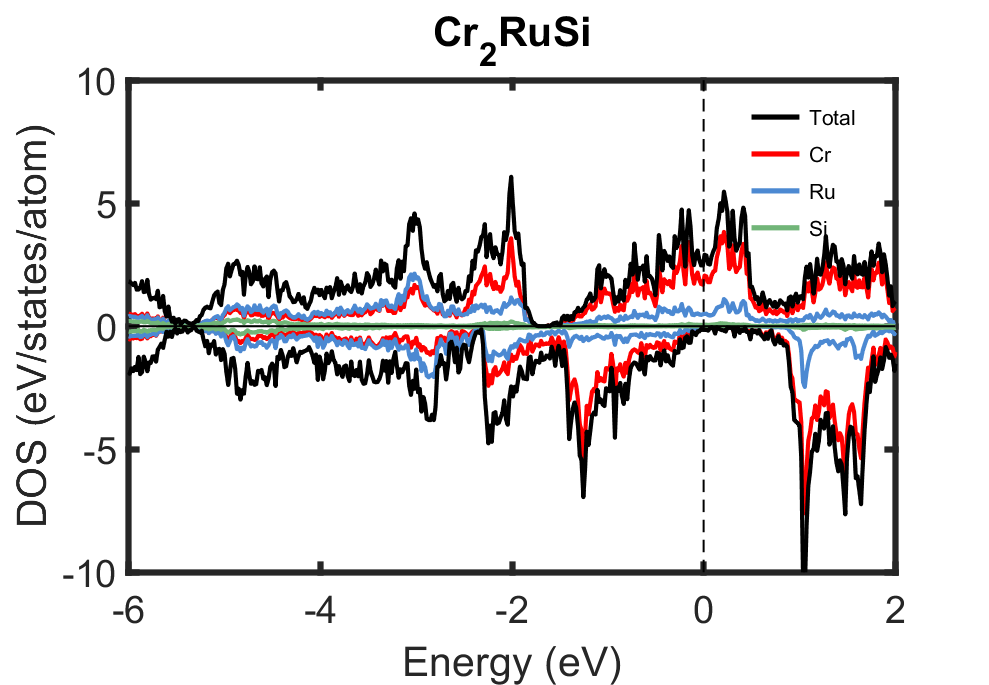 Cr2RuSi
10
5
0
-5
-10
DOS (eV/states/atom)
Total
Cr
Ru
Si
-6
-4
-2
0
2
Energy (eV)